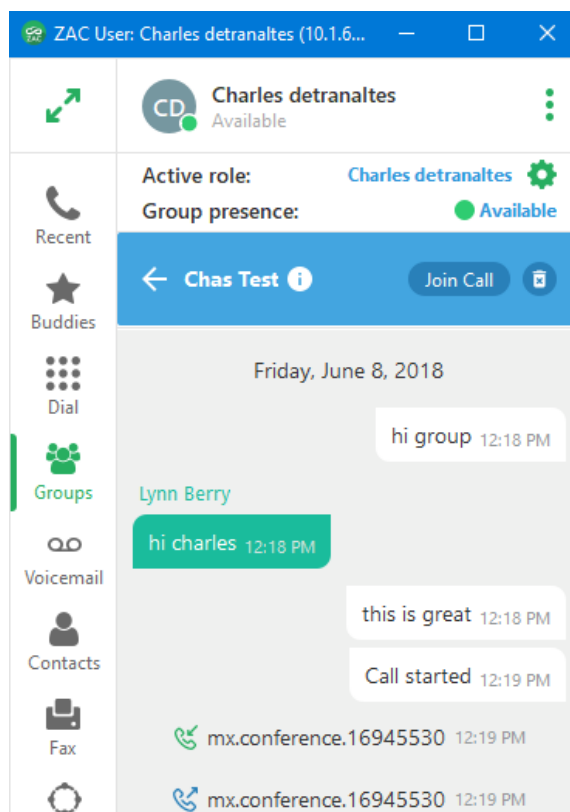 ZAC User: Charles detranaltes (10.1.6...
CD
Charles detranaltes
Available
Active role: Charles detranaltes
Group presence: Available
Chas Test Join Call
Recent
Buddies
Dial
Groups
Voicemail
Contacts
Fax
Friday, June 8, 2018
hi group 12:18 PM
Lynn Berry
hi charles 12:18 PM
this is great 12:18 PM
Call started 12:19 PM
mx.conference.16945530 12:19 PM
mx.conference.16945530 12:19 PM